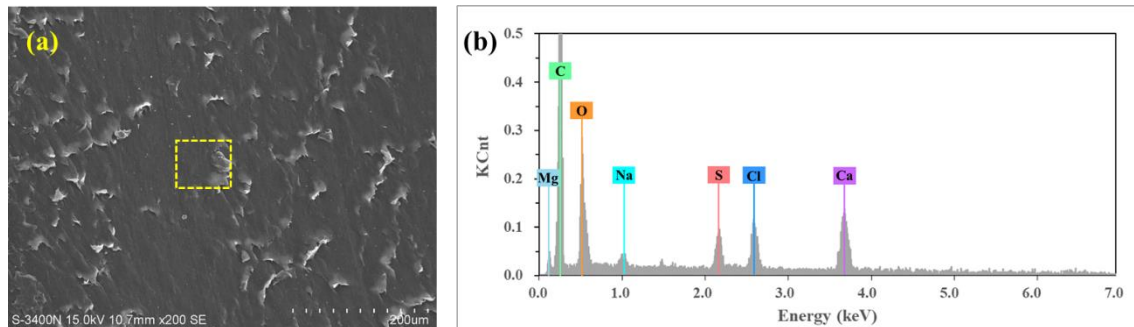 (a)
S-3400N 15.0kV 10.7mm x200 SE
200um
(b)
KCnt
0.5
0.4
0.3
0.2
0.1
0.0
C
O
Mg
Na
S
Cl
Ca
0.0 1.0 2.0 3.0 4.0 5.0 6.0 7.0
Energy (keV)